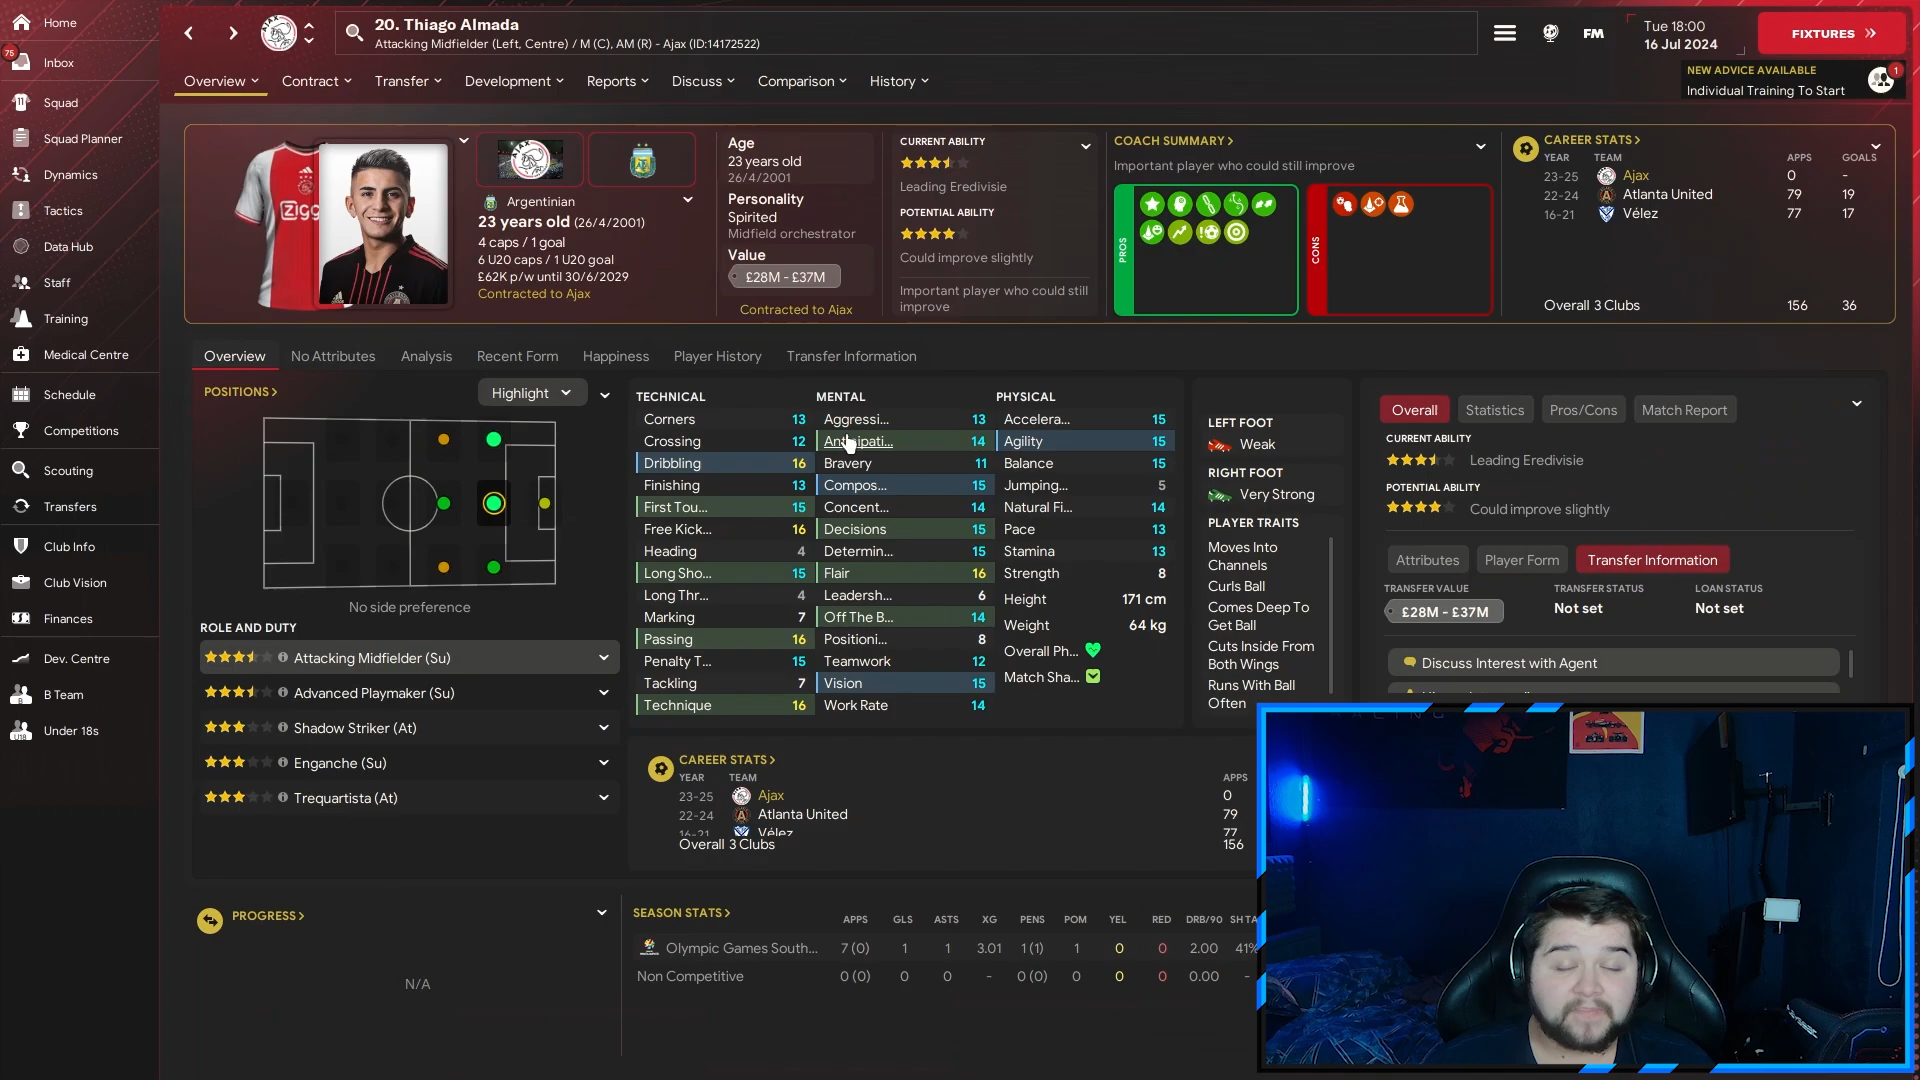 Home
75
Inbox
Squad
Squad Planner
Dynamics
Tactics
Data Hub
Staff
Training
Medical Centre
Schedule
Competitions
Scouting
Transfers
Club Info
Club Vision
Finances
Dev. Centre
B Team
Under 18s
20. Thiago Almada
Attacking Midfielder (Left, Centre) / M (C), AM (R) - Ajax (ID:14172522)
FM
Tue 18:00
16 Jul 2024
FIXTURES
Overview Contract Transfer Development Reports Discuss Comparison History
NEW ADVICE AVAILABLE
Individual Training To Start
1
Argentinian
23 years old (26/4/2001)
4 caps / 1 goal
6 U20 caps / 1 U20 goal
£62K p/w until 30/6/2029
Contracted to Ajax
Age
23 years old
26/4/2001
Personality
Spirited
Midfield orchestrator
Value
£28M - £37M
Contracted to Ajax
CURRENT ABILITY
Leading Eredivisie
POTENTIAL ABILITY
Could improve slightly
Important player who could still
improve
COACH SUMMARY >
Important player who could still improve
PROS
CONS
CAREER STATS >
YEAR TEAM APPS GOALS
23-25 Ajax 0 -
22-24 Atlanta United 79 19
16-21 Vélez 77 17
Overall 3 Clubs 156 36
Overview No Attributes Analysis Recent Form Happiness Player History Transfer Information
POSITIONS >
Highlight
No side preference
ROLE AND DUTY
Attacking Midfielder (Su)
Advanced Playmaker (Su)
Shadow Striker (At)
Enganche (Su)
Trequartista (At)
TECHNICAL
Corners 13
Crossing 12
Dribbling 16
Finishing 13
First Tou... 15
Free Kick... 16
Heading 4
Long Sho... 15
Long Thr... 4
Marking 7
Passing 16
Penalty T... 15
Tackling 7
Technique 16
MENTAL
Aggressi... 13
14
Bravery 11
Compos... 15
Concent... 14
Decisions 15
Determin... 15
Flair 16
Leadersh... 6
Off The B... 14
Positioni... 8
Teamwork 12
Vision 15
Work Rate 14
PHYSICAL
Accelera... 15
Agility 15
Balance 15
Jumping... 5
Natural Fi... 14
Pace 13
Stamina 13
Strength 8
Height 171 cm
Weight 64 kg
Overall Ph...
Match Sha...
LEFT FOOT
Weak
RIGHT FOOT
Very Strong
PLAYER TRAITS
Moves Into
Channels
Curls Ball
Comes Deep To
Get Ball
Cuts Inside From
Both Wings
Runs With Ball
Often
Overall Statistics Pros/Cons Match Report
CURRENT ABILITY
Leading Eredivisie
POTENTIAL ABILITY
Could improve slightly
Attributes Player Form Transfer Information
TRANSFER VALUE TRANSFER STATUS LOAN STATUS
£28M - £37M Not set Not set
Discuss Interest with Agent
CAREER STATS >
YEAR TEAM APPS
23-25 Ajax 0
22-24 Atlanta United 79
16-21 Vélez 77
Overall 3 Clubs 156
PROGRESS >
N/A
SEASON STATS > APPS GLS ASTS XG PENS POM YEL RED DRB/90 SH TA
Olympic Games South... 7 (0) 1 1 3.01 1 (1) 1 0 0 2.00 41%
Non Competitive 0 (0) 0 0 - 0 (0) 0 0 0 0.00 -